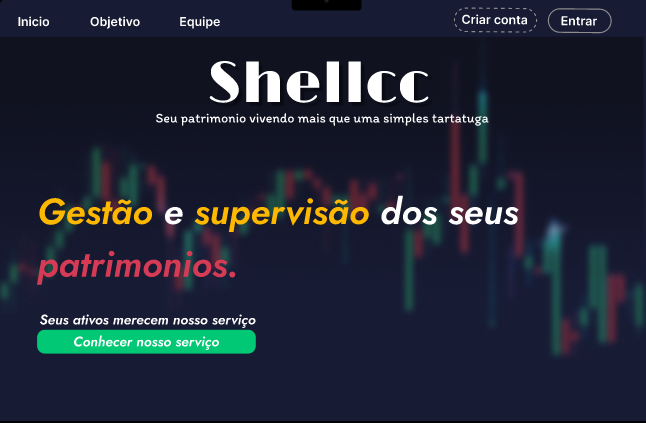 Inicio Objetivo Equipe Criar conta Entrar
Shellcc
Seu patrimonio vivendo mais que uma simples tartatuga
Gestão e supervisão dos seus
patrimonios.
Seus ativos merecem nosso serviço
Conhecer nosso serviço